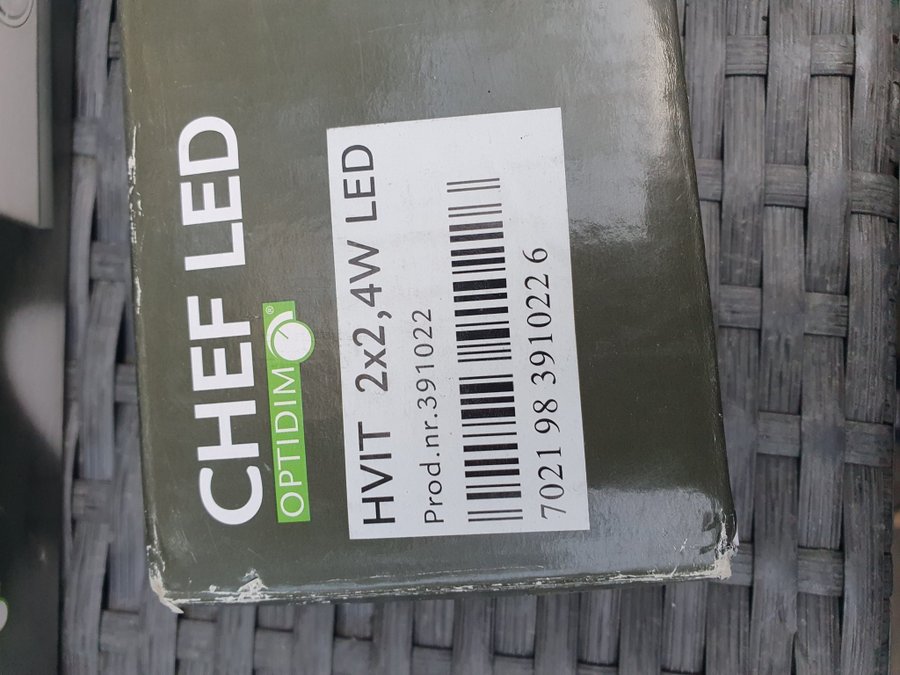 CHEF LED
OPTIDIM®
HVIT 2x2,4W LED
Prod.nr.391022
7021 98 391022 6